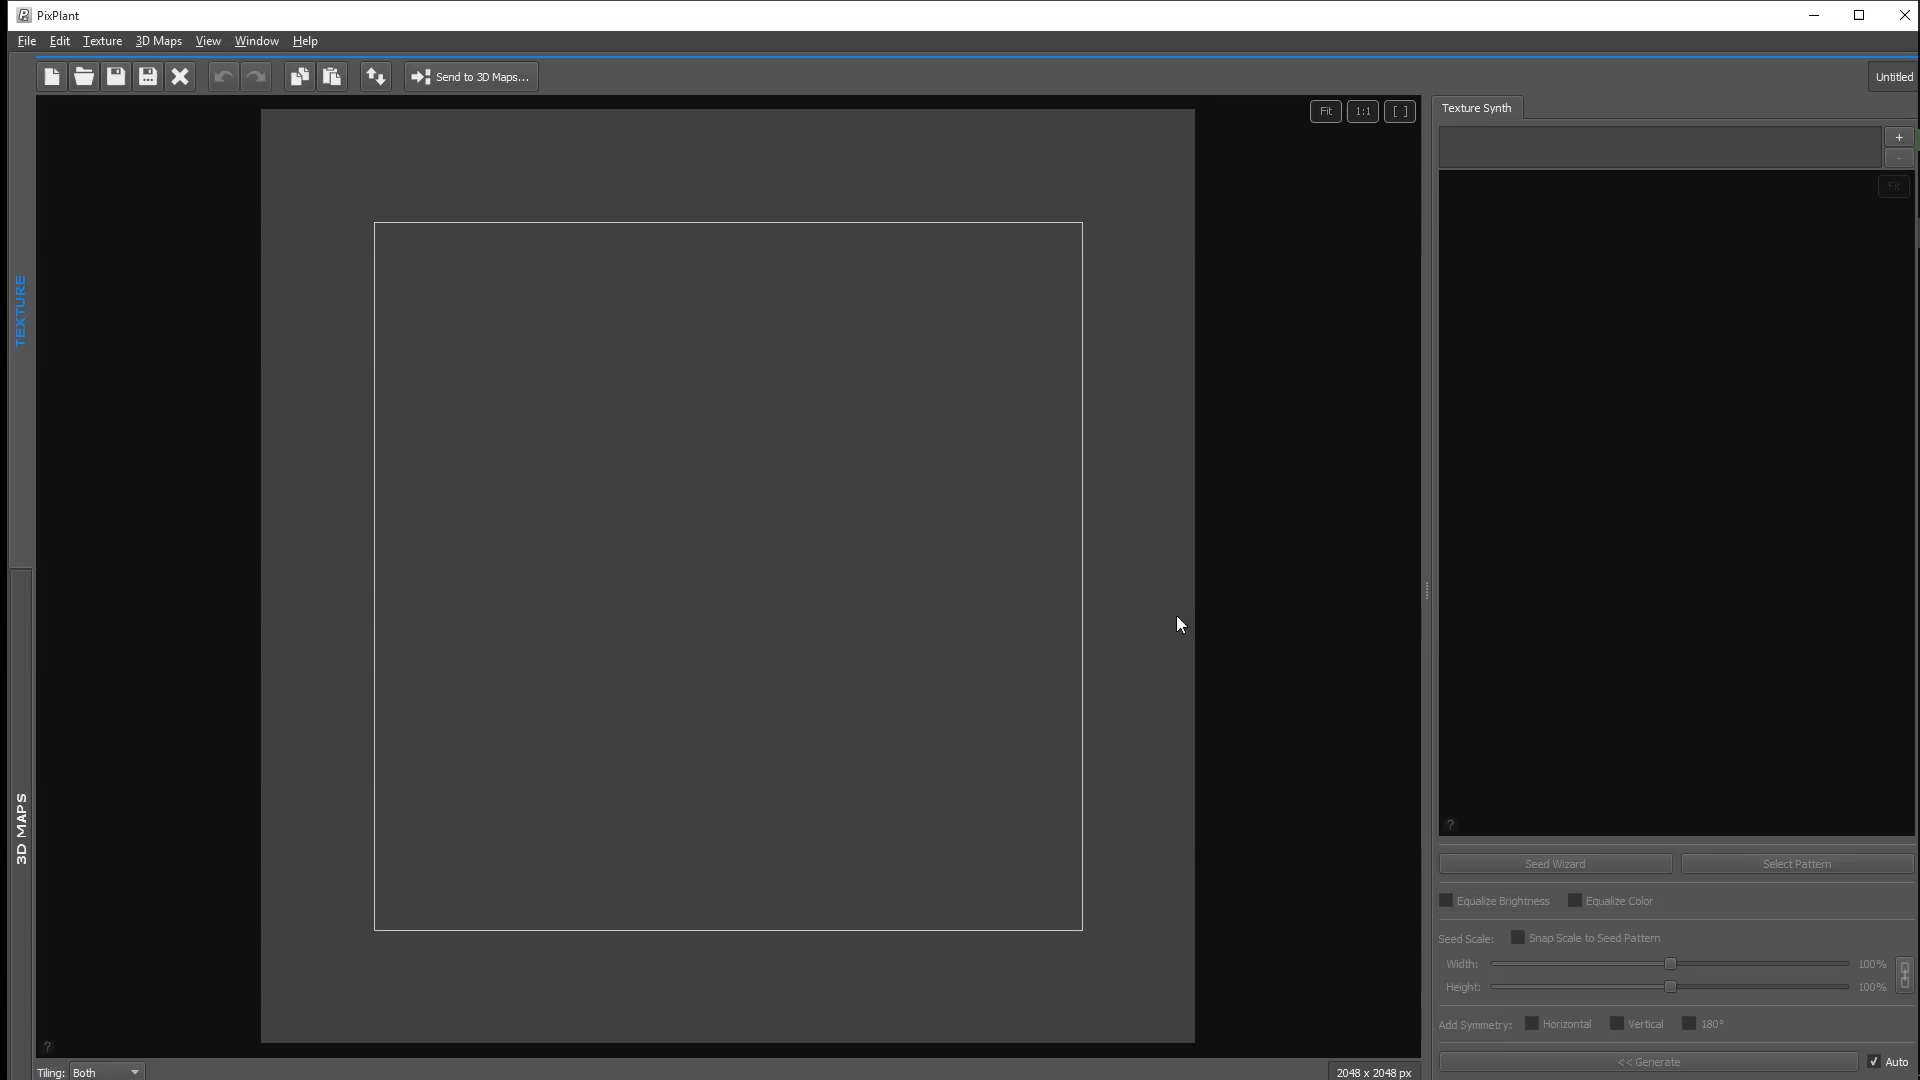 PixPlant
File Edit Texture 3D Maps View Window Help
Send to 3D Maps...
Untitled
Fit 1:1 [ ]
Texture Synth
+
-
Fit
TEXTURE
3D MAPS
?
Seed Wizard Select Pattern
Equalize Brightness Equalize Color
Seed Scale: Snap Scale to Seed Pattern
Width: 100%
Height: 100%
Add Symmetry: Horizontal Vertical 180°
?
<< Generate Auto
Tiling: Both 2048 x 2048 px